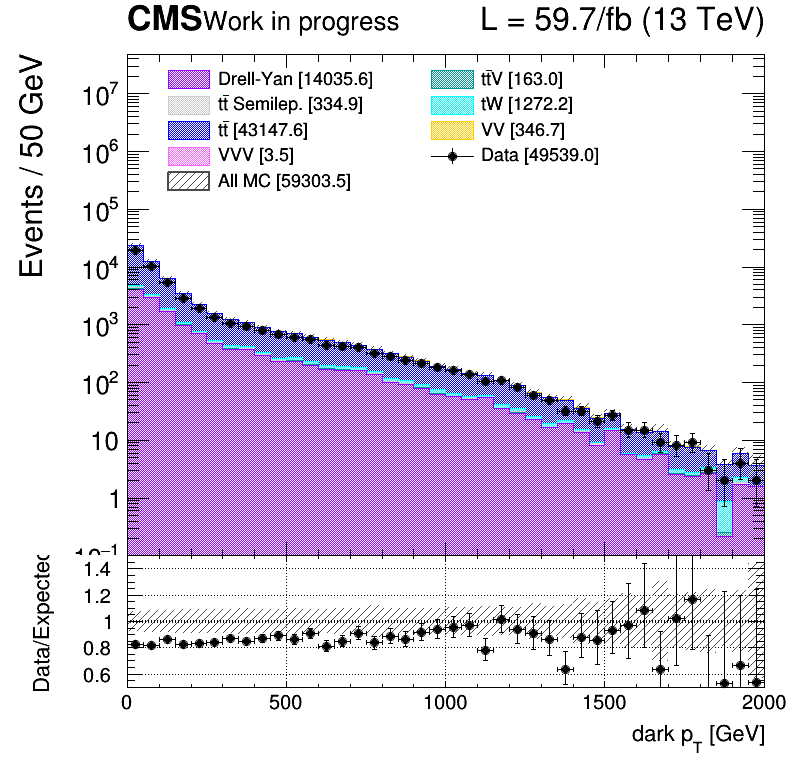 CMS Work in progress L = 59.7/fb (13 TeV)
Events / 50 GeV
10⁷
10⁶
10⁵
10⁴
10³
10²
10
1
10⁻¹
Drell-Yan [14035.6]
tt̄ Semilep. [334.9]
tt̄ [43147.6]
VVV [3.5]
All MC [59303.5]
tt̄V [163.0]
tW [1272.2]
VV [346.7]
Data [49539.0]
Data/Expected
1.4
1.2
1
0.8
0.6
0 500 1000 1500 2000
dark p_T [GeV]